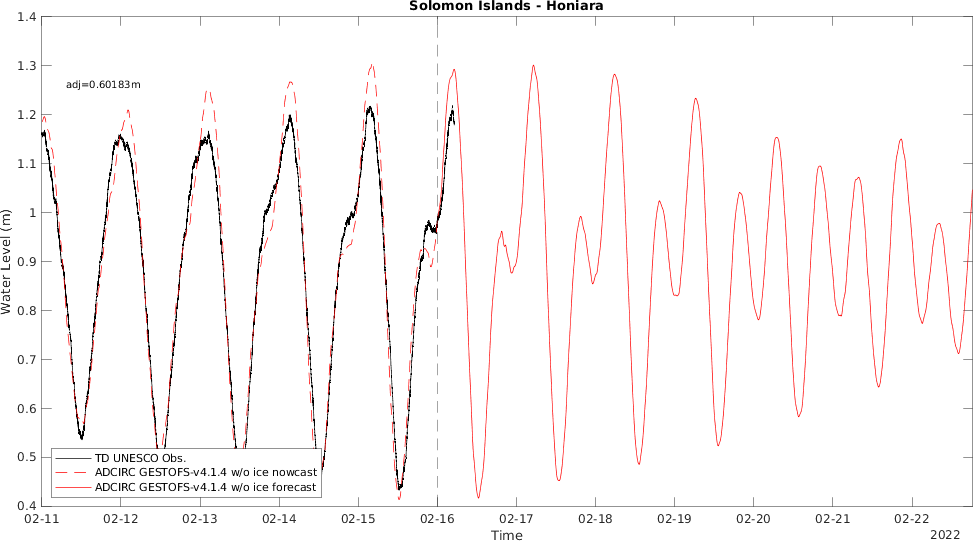 Solomon Islands - Honiara
1.4
1.3
adj=0.60183m
1.2
1.1
1
Water Level (m)
0.9
0.8
0.7
0.6
0.5
0.4
TD UNESCO Obs.
ADCIRC GESTOFS-v4.1.4 w/o ice nowcast
ADCIRC GESTOFS-v4.1.4 w/o ice forecast
02-11 02-12 02-13 02-14 02-15 02-16 02-17 02-18 02-19 02-20 02-21 02-22
Time
2022